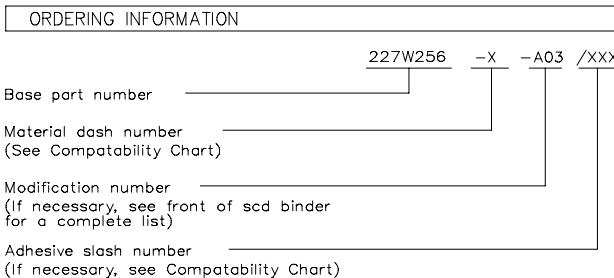 ORDERING INFORMATION
227W256 -X -A03 /XXX
Base part number
Material dash number
(See Compatability Chart)
Modification number
(If necessary, see front of scd binder
for a complete list)
Adhesive slash number
(If necessary, see Compatability Chart)